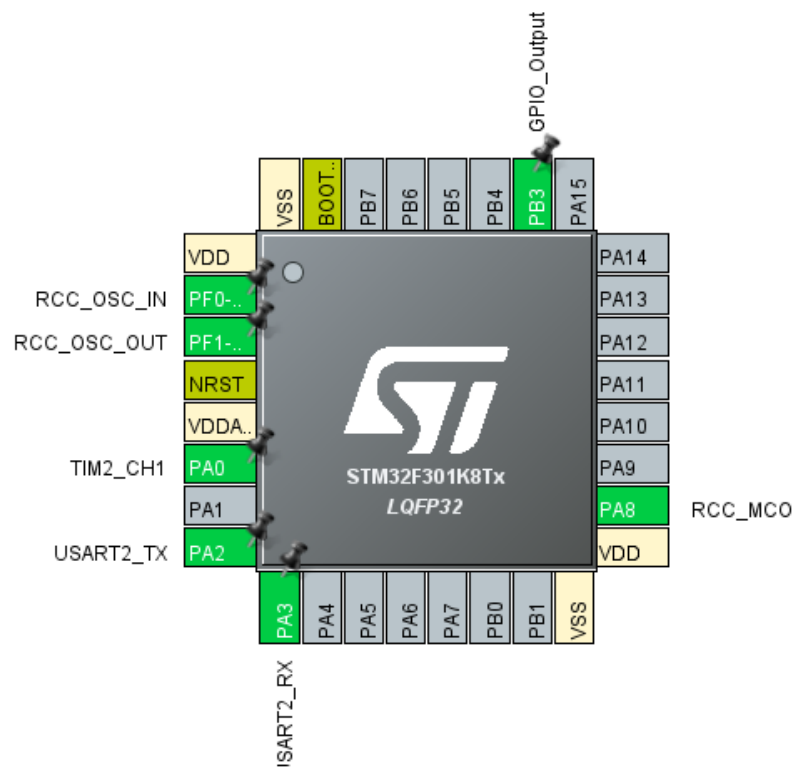 GPIO_Output
VSS
BOOT..
PB7
PB6
PB5
PB4
PB3
PA15
VDD
RCC_OSC_IN PF0-..
RCC_OSC_OUT PF1-..
NRST
VDDA..
TIM2_CH1 PA0
PA1
USART2_TX PA2
ST
STM32F301K8Tx
LQFP32
PA14
PA13
PA12
PA11
PA10
PA9
PA8 RCC_MCO
VDD
PA3
PA4
PA5
PA6
PA7
PB0
PB1
VSS
ISART2_RX